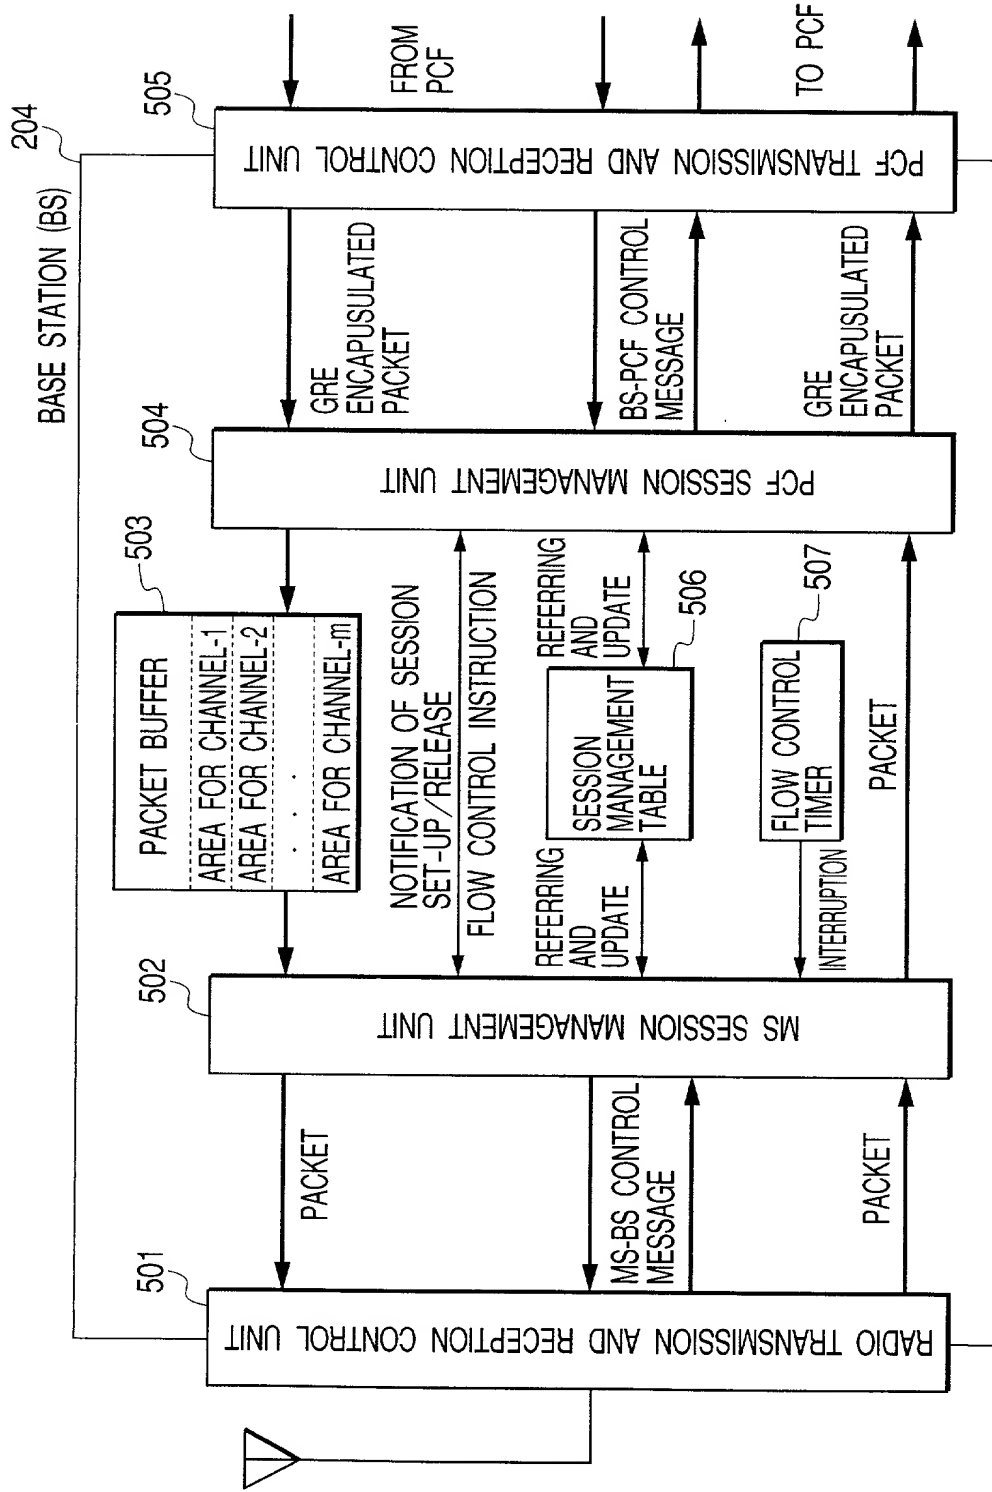 204
BASE STATION (BS)
501
RADIO TRANSMISSION AND RECEPTION CONTROL UNIT
PACKET
MS-BS CONTROL
MESSAGE
PACKET
502
MS SESSION MANAGEMENT UNIT
503
PACKET BUFFER
AREA FOR CHANNEL-1
AREA FOR CHANNEL-2
. . .
AREA FOR CHANNEL-m
NOTIFICATION OF SESSION
SET-UP/RELEASE
FLOW CONTROL INSTRUCTION
REFERRING
AND
UPDATE
SESSION
MANAGEMENT
TABLE
506
REFERRING
AND
UPDATE
INTERRUPTION
FLOW CONTROL
TIMER
507
PACKET
504
PCF SESSION MANAGEMENT UNIT
GRE
ENCAPUSULATED
PACKET
BS-PCF CONTROL
MESSAGE
GRE
ENCAPUSULATED
PACKET
505
PCF TRANSMISSION AND RECEPTION CONTROL UNIT
FROM
PCF
TO PCF